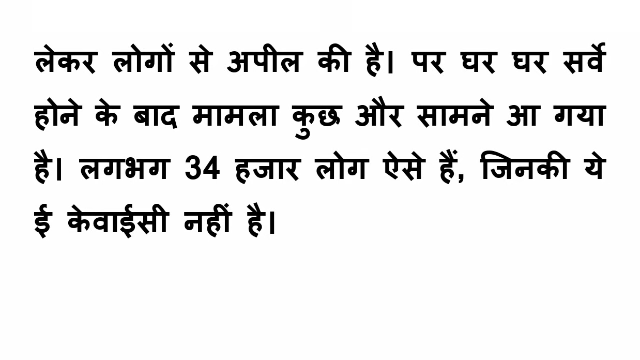 लेकर लोगों से अपील की है। पर घर घर सर्वे
होने के बाद मामला कुछ और सामने आ गया
है। लगभग 34 हजार लोग ऐसे हैं, जिनकी ये
ई केवाईसी नहीं है।